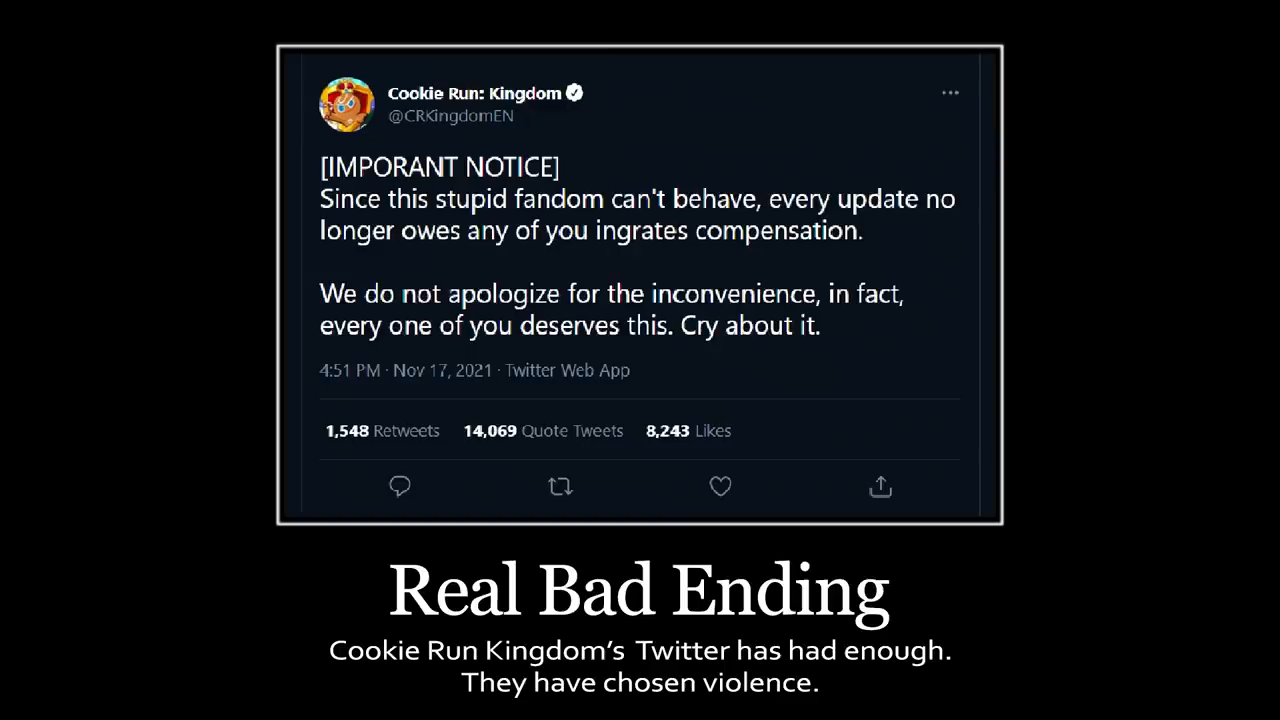 Cookie Run: Kingdom
@CRKingdomEN
[IMPORANT NOTICE]
Since this stupid fandom can't behave, every update no
longer owes any of you ingrates compensation.
We do not apologize for the inconvenience, in fact,
every one of you deserves this. Cry about it.
4:51 PM · Nov 17, 2021 · Twitter Web App
1,548 Retweets 14,069 Quote Tweets 8,243 Likes
Real Bad Ending
Cookie Run Kingdom's Twitter has had enough.
They have chosen violence.